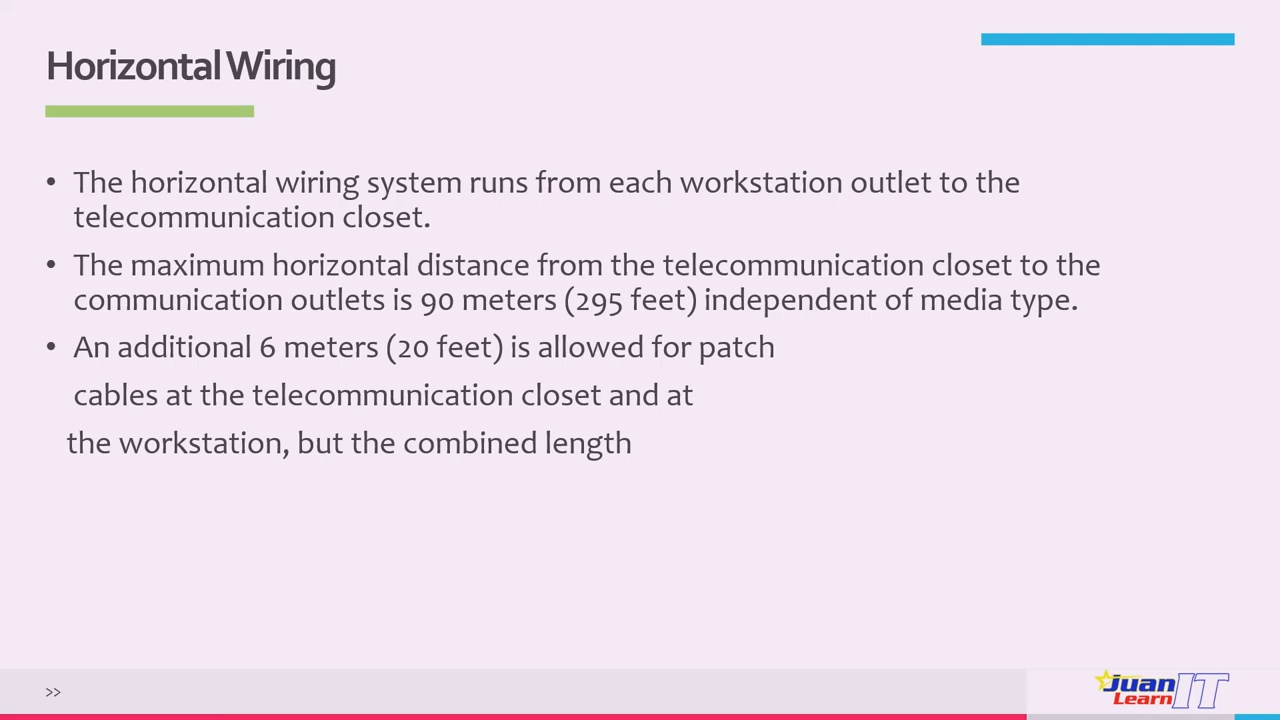 Horizontal Wiring
• The horizontal wiring system runs from each workstation outlet to the
telecommunication closet.
• The maximum horizontal distance from the telecommunication closet to the
communication outlets is 90 meters (295 feet) independent of media type.
• An additional 6 meters (20 feet) is allowed for patch
cables at the telecommunication closet and at
the workstation, but the combined length
>>
Juan
Learn IT